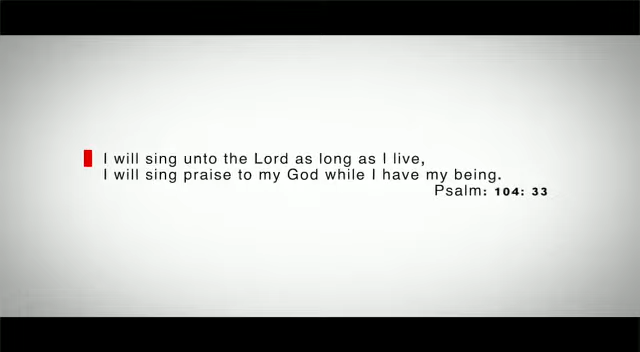 I will sing unto the Lord as long as I live,
I will sing praise to my God while I have my being.
Psalm: 104: 33